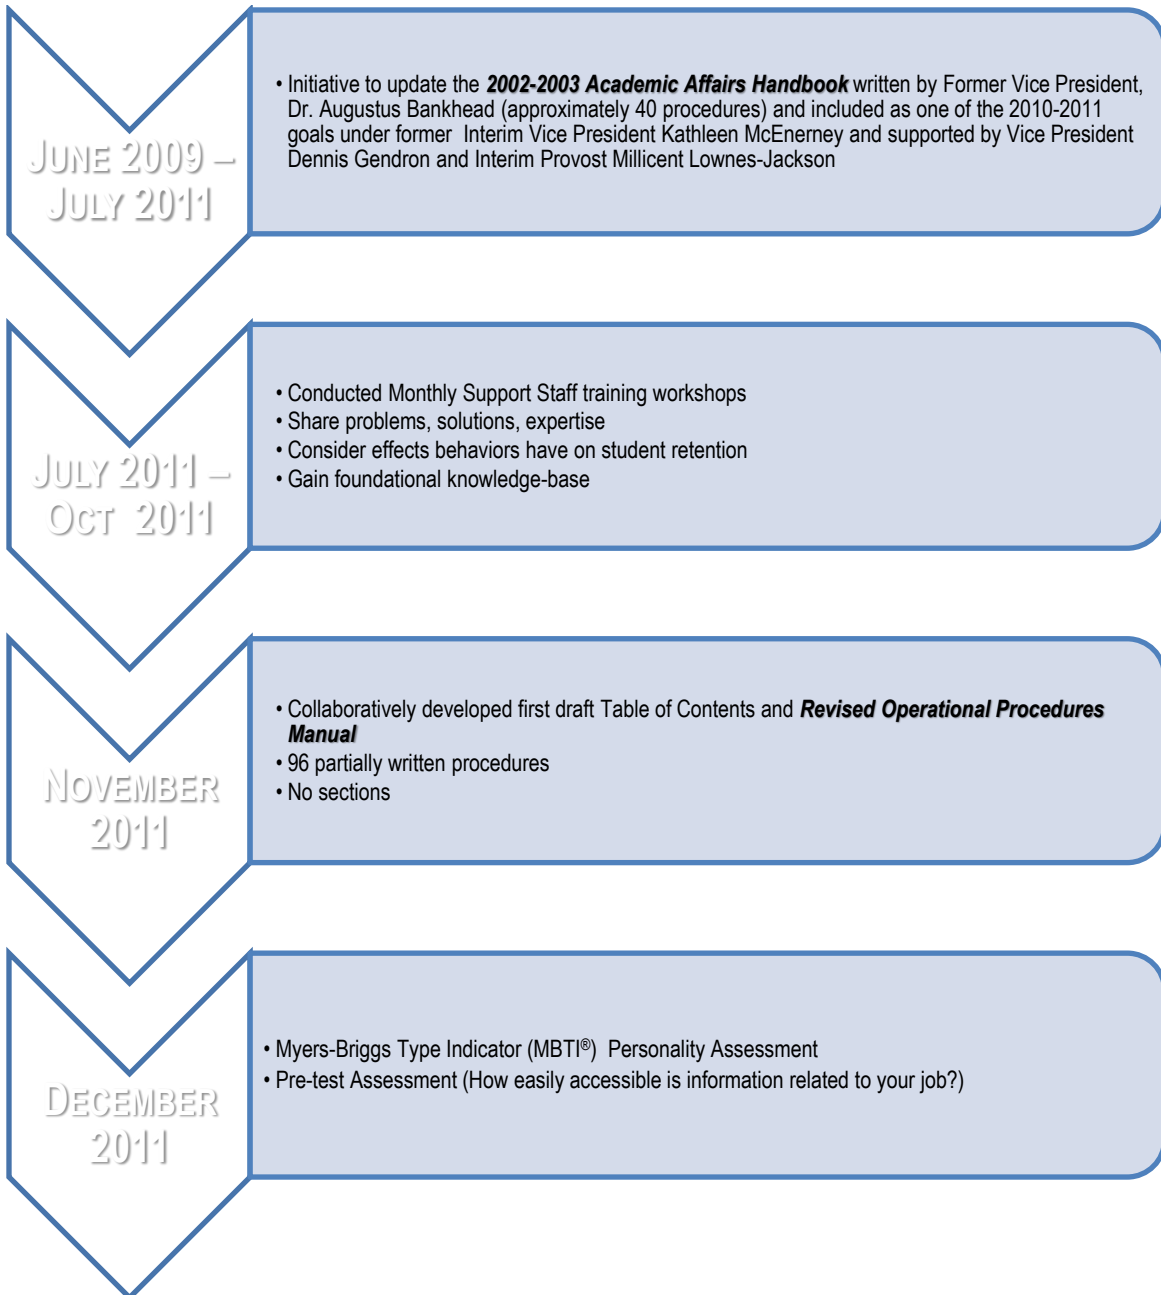 JUNE 2009 –
JULY 2011
• Initiative to update the 2002-2003 Academic Affairs Handbook written by Former Vice President,
Dr. Augustus Bankhead (approximately 40 procedures) and included as one of the 2010-2011
goals under former  Interim Vice President Kathleen McEnerney and supported by Vice President
Dennis Gendron and Interim Provost Millicent Lownes-Jackson
JULY 2011 –
OCT  2011
• Conducted Monthly Support Staff training workshops
• Share problems, solutions, expertise
• Consider effects behaviors have on student retention
• Gain foundational knowledge-base
NOVEMBER
2011
• Collaboratively developed first draft Table of Contents and Revised Operational Procedures
Manual
• 96 partially written procedures
• No sections
DECEMBER
2011
• Myers-Briggs Type Indicator (MBTI®)  Personality Assessment
• Pre-test Assessment (How easily accessible is information related to your job?)